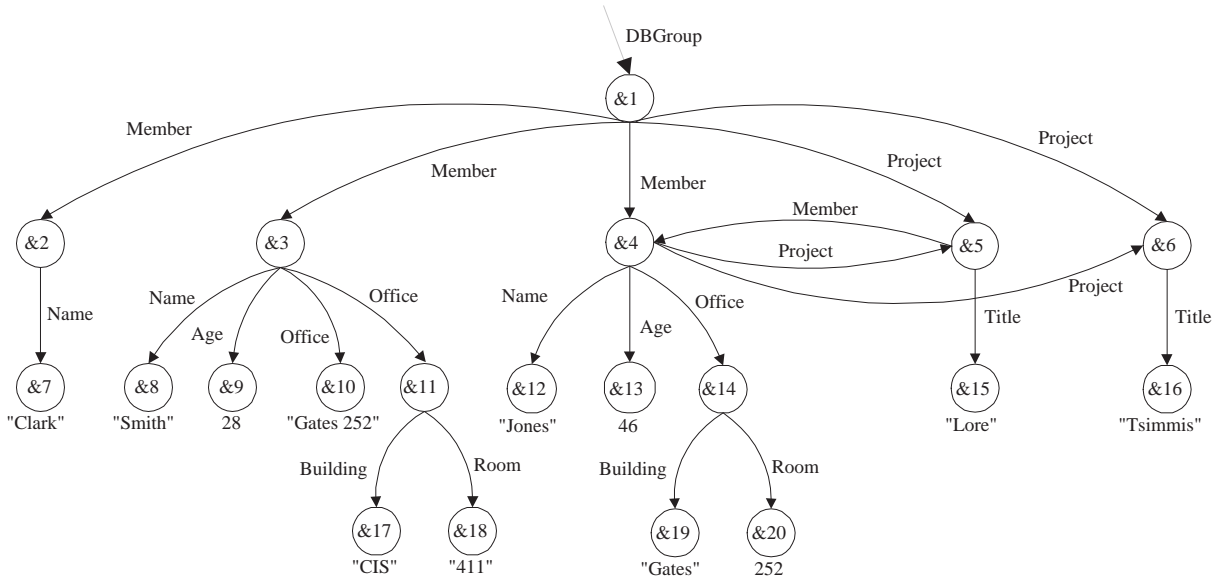 DBGroup
&1
Member
Member
Member
Project
Project
&2
&3
&4
Member
Project
&5
&6
Project
Name
Name
Age
Office
Office
Name
Age
Office
Title
Title
&7
&8
&9
&10
&11
&12
&13
&14
&15
&16
"Clark"
"Smith"
28
"Gates 252"
"Jones"
46
"Lore"
"Tsimmis"
Building
Room
Building
Room
&17
&18
&19
&20
"CIS"
"411"
"Gates"
252